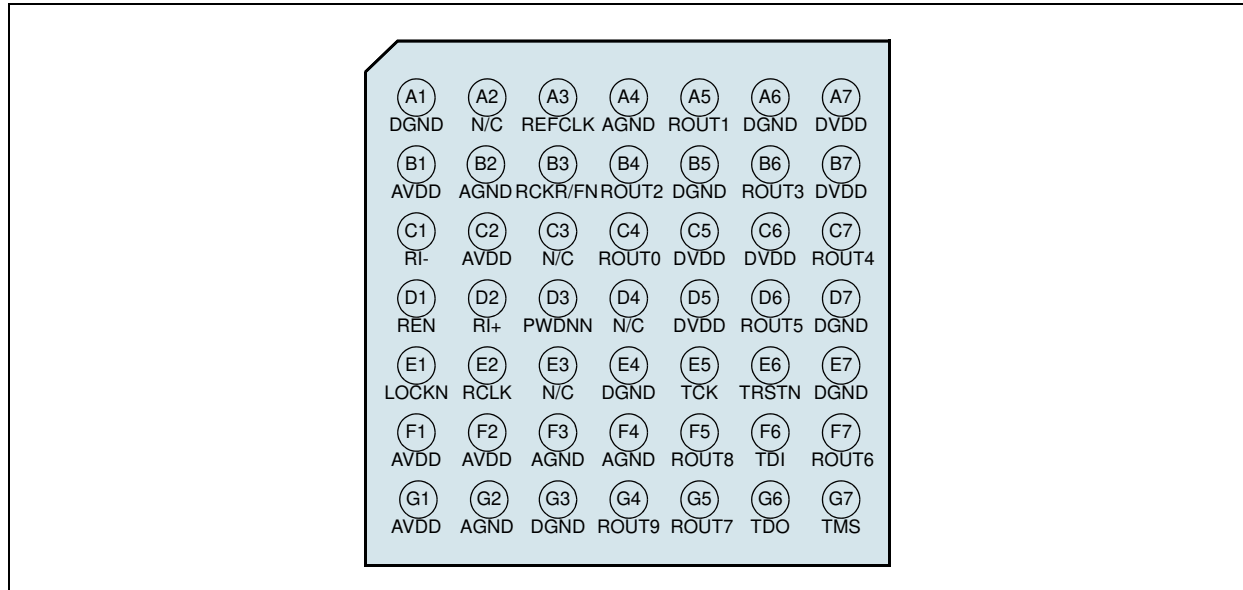 A1 A2 A3 A4 A5 A6 A7
DGND N/C REFCLK AGND ROUT1 DGND DVDD
B1 B2 B3 B4 B5 B6 B7
AVDD AGND RCKR/FN ROUT2 DGND ROUT3 DVDD
C1 C2 C3 C4 C5 C6 C7
RI- AVDD N/C ROUT0 DVDD DVDD ROUT4
D1 D2 D3 D4 D5 D6 D7
REN RI+ PWDNN N/C DVDD ROUT5 DGND
E1 E2 E3 E4 E5 E6 E7
LOCKN RCLK N/C DGND TCK TRSTN DGND
F1 F2 F3 F4 F5 F6 F7
AVDD AVDD AGND AGND ROUT8 TDI ROUT6
G1 G2 G3 G4 G5 G6 G7
AVDD AGND DGND ROUT9 ROUT7 TDO TMS